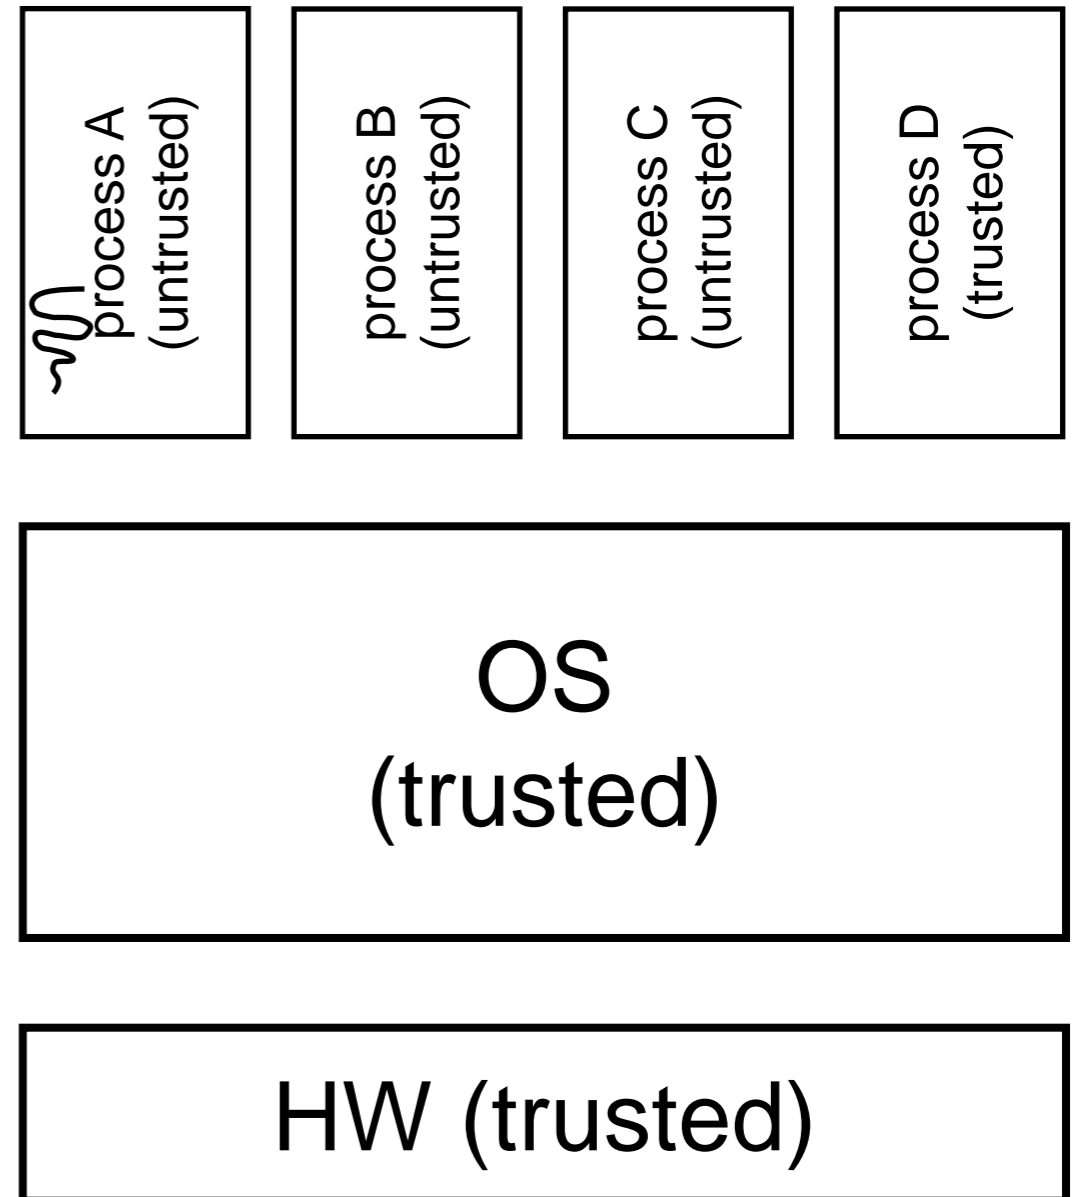 process A
(untrusted)
process B
(untrusted)
process C
(untrusted)
process D
(trusted)
OS
(trusted)
HW (trusted)